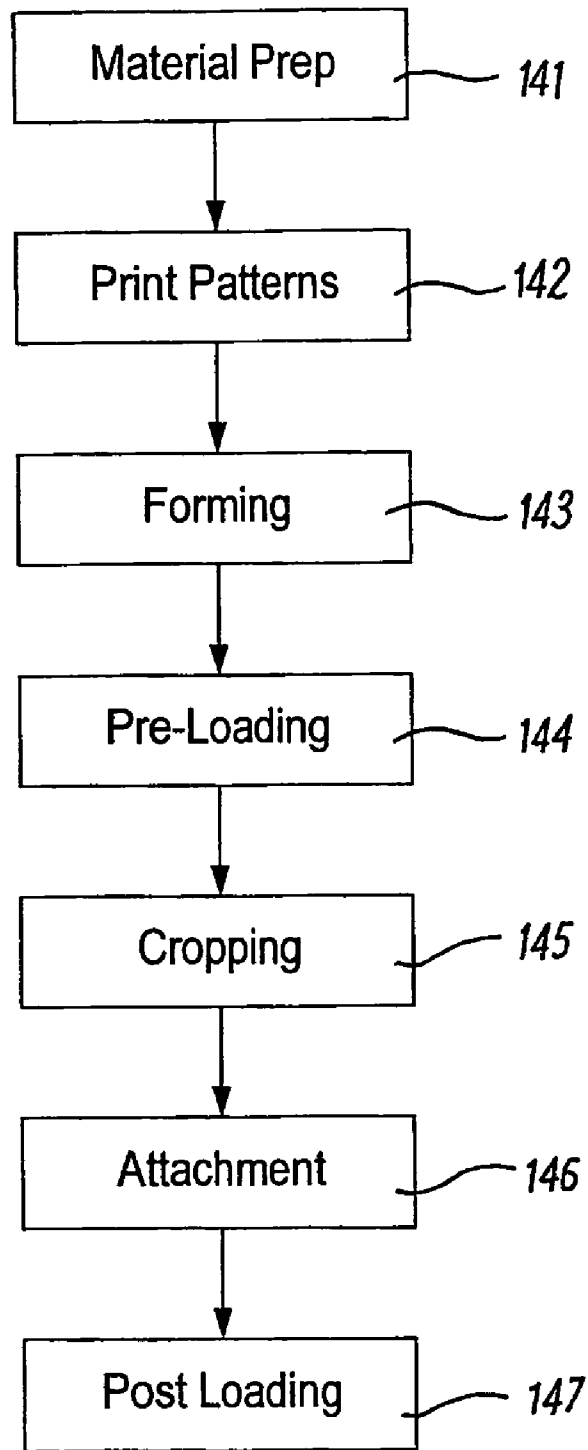 Material Prep 141
Print Patterns 142
Forming 143
Pre-Loading 144
Cropping 145
Attachment 146
Post Loading 147